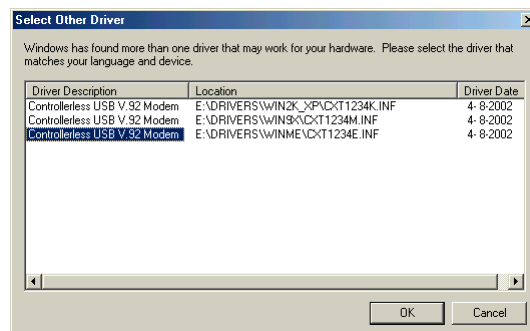 Select Other Driver
Windows has found more than one driver that may work for your hardware. Please select the driver that
matches your language and device.
Driver Description Location Driver Date
Controllerless USB V.92 Modem E:\DRIVERS\WIN2K_XP\CXT1234K.INF 4- 8-2002
Controllerless USB V.92 Modem E:\DRIVERS\WIN9X\CXT1234M.INF 4- 8-2002
Controllerless USB V.92 Modem E:\DRIVERS\WINME\CXT1234E.INF 4- 8-2002
OK Cancel